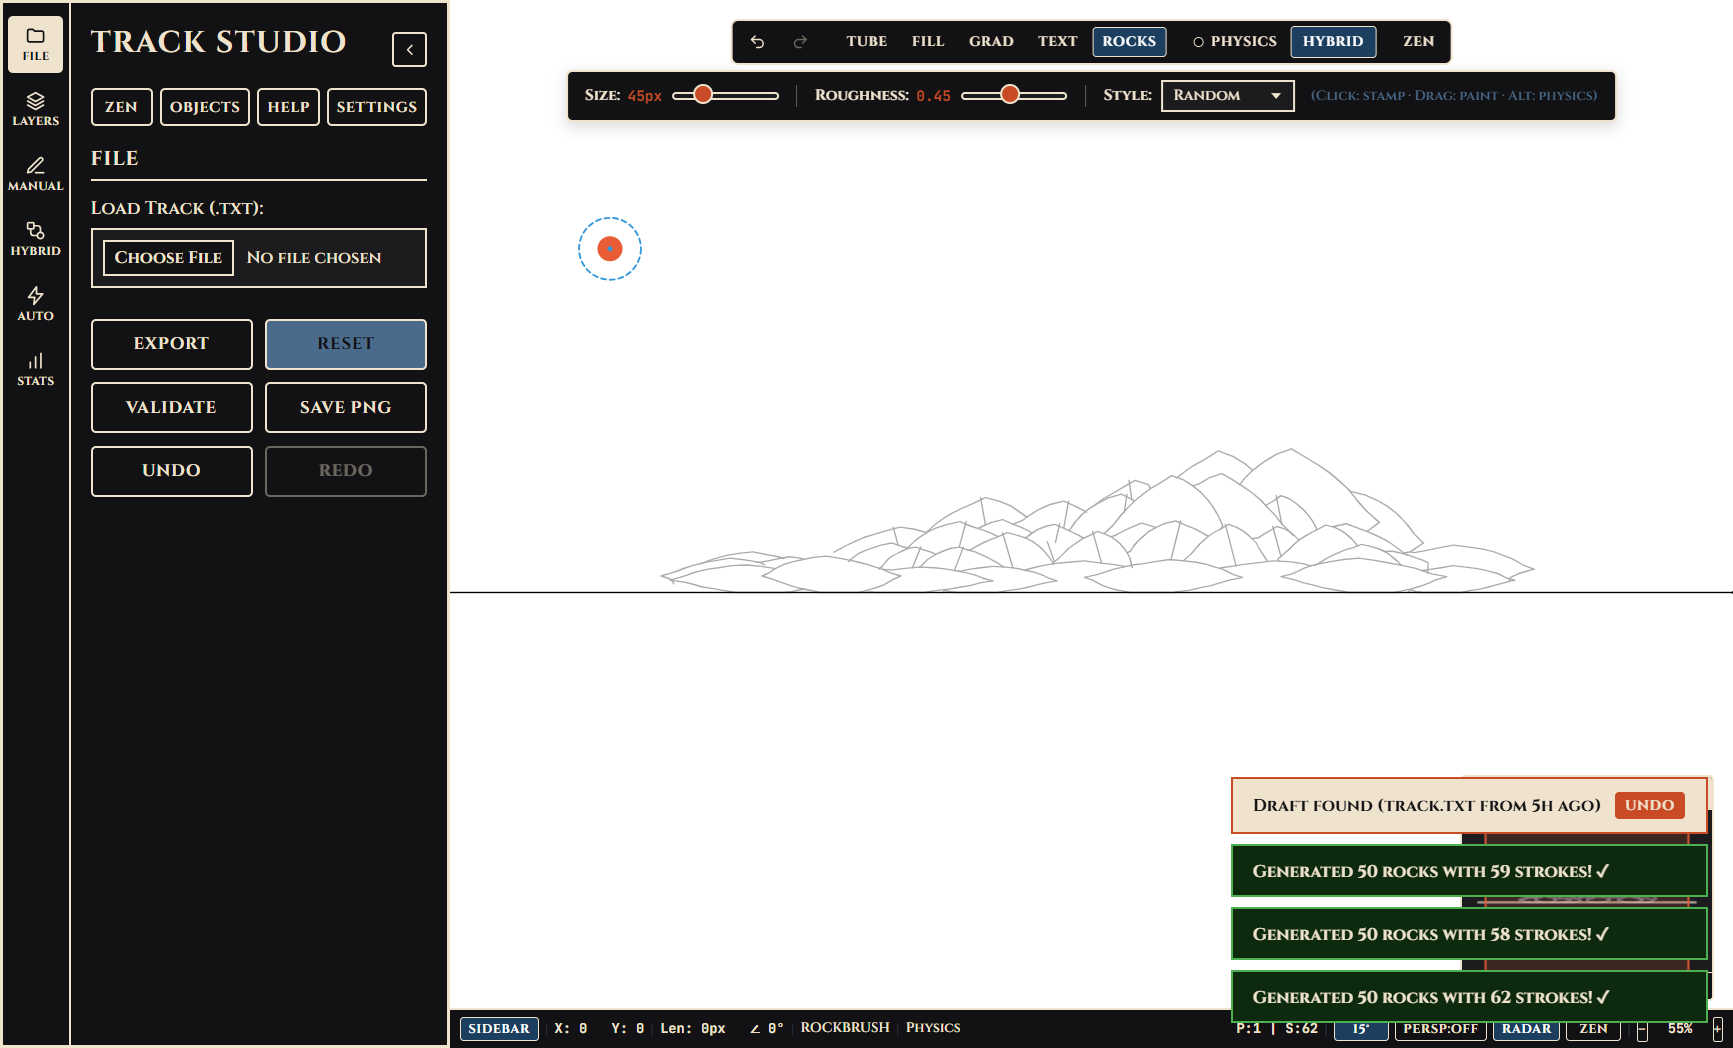 FILE
LAYERS
MANUAL
HYBRID
AUTO
STATS
TRACK STUDIO
ZEN OBJECTS HELP SETTINGS
FILE
LOAD TRACK (.TXT):
CHOOSE FILE NO FILE CHOSEN
EXPORT RESET
VALIDATE SAVE PNG
UNDO REDO
TUBE FILL GRAD TEXT ROCKS PHYSICS HYBRID ZEN
SIZE: 45px ROUGHNESS: 0.45 STYLE: RANDOM (CLICK: STAMP · DRAG: PAINT · ALT: PHYSICS)
DRAFT FOUND (TRACK.TXT FROM 5H AGO) UNDO
GENERATED 50 ROCKS WITH 59 STROKES! ✓
GENERATED 50 ROCKS WITH 58 STROKES! ✓
GENERATED 50 ROCKS WITH 62 STROKES! ✓
SIDEBAR X: 0 Y: 0 Len: 0px ∠ 0° ROCKBRUSH PHYSICS P:1 | S:62 15° PERSP:OFF RADAR ZEN − 55% +